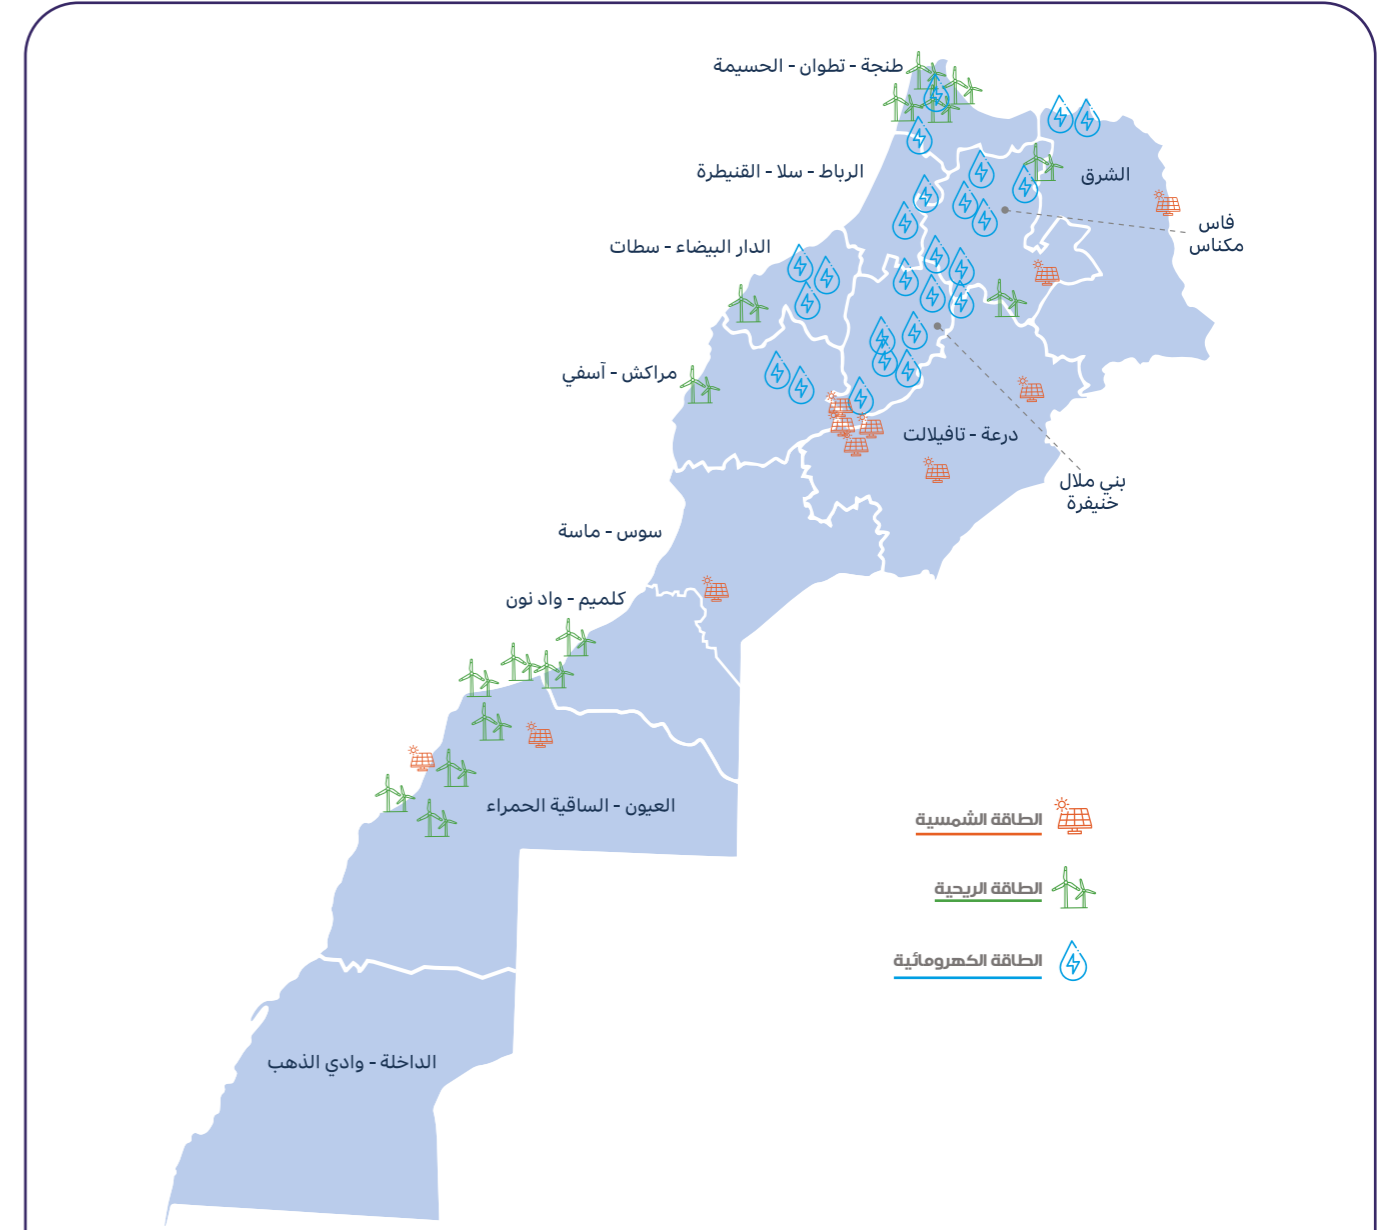 طنجة - تطوان - الحسيمة
الرباط - سلا - القنيطرة
الشرق
فاس
مكناس
الدار البيضاء - سطات
مراكش - آسفي
درعة - تافيلالت
بني ملال
خنيفرة
سوس - ماسة
كلميم - واد نون
العيون - الساقية الحمراء
الطاقة الشمسية
الطاقة الريحية
الطاقة الكهرومائية
الداخلة - وادي الذهب